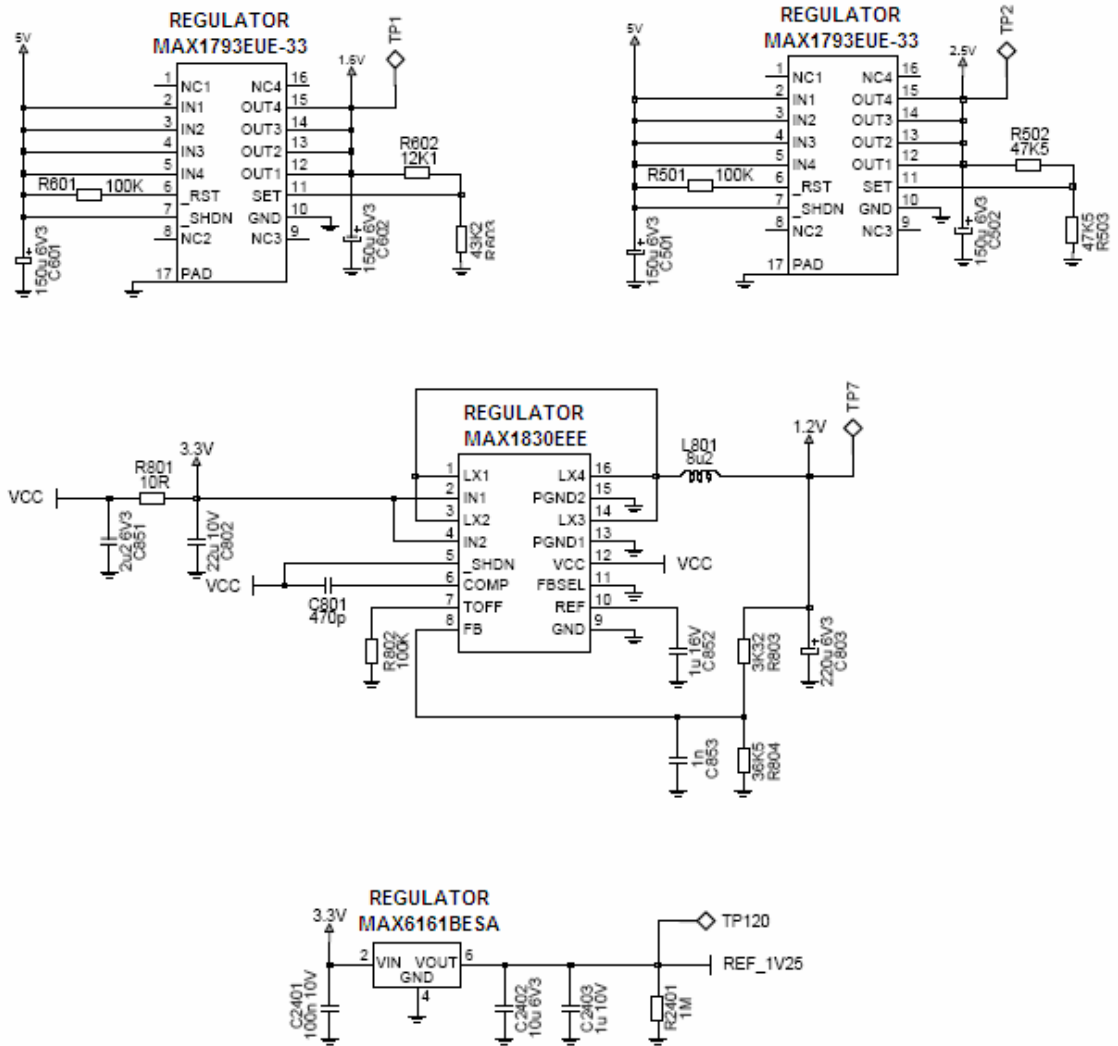 REGULATOR
MAX1793EUE-33
5V
1.6V
TP1
1 NC1 NC4 16
2 IN1 OUT4 15
3 IN2 OUT3 14
4 IN3 OUT2 13
5 IN4 OUT1 12
6 _RST SET 11
7 _SHDN GND 10
8 NC2 NC3 9
17 PAD
R601 100K
R602
12K1
150u 6V3
C601
150u 6V3
C602
43K2
R603
REGULATOR
MAX1793EUE-33
5V
2.5V
TP2
1 NC1 NC4 16
2 IN1 OUT4 15
3 IN2 OUT3 14
4 IN3 OUT2 13
5 IN4 OUT1 12
6 _RST SET 11
7 _SHDN GND 10
8 NC2 NC3 9
17 PAD
R501 100K
R502
47K5
150u 6V3
C501
150u 6V3
C502
47K5
R503
REGULATOR
MAX1830EEE
3.3V
R801
10R
VCC
2u2 6V3
C851
22u 10V
C802
VCC
C801
470p
R802
100K
1 LX1 LX4 16
2 IN1 PGND2 15
3 LX2 LX3 14
4 IN2 PGND1 13
5 _SHDN VCC 12
6 COMP FBSEL 11
7 TOFF REF 10
8 FB GND 9
VCC
L801
8u2
1.2V
TP7
1u 16V
C852
3K32
R803
220u 6V3
C803
1n
C853
36K5
R804
REGULATOR
MAX6161BESA
3.3V
2 VIN VOUT 6
GND
4
C2401
100n 10V
C2402
10u 6V3
C2403
1u 10V
R2401
1M
TP120
REF_1V25